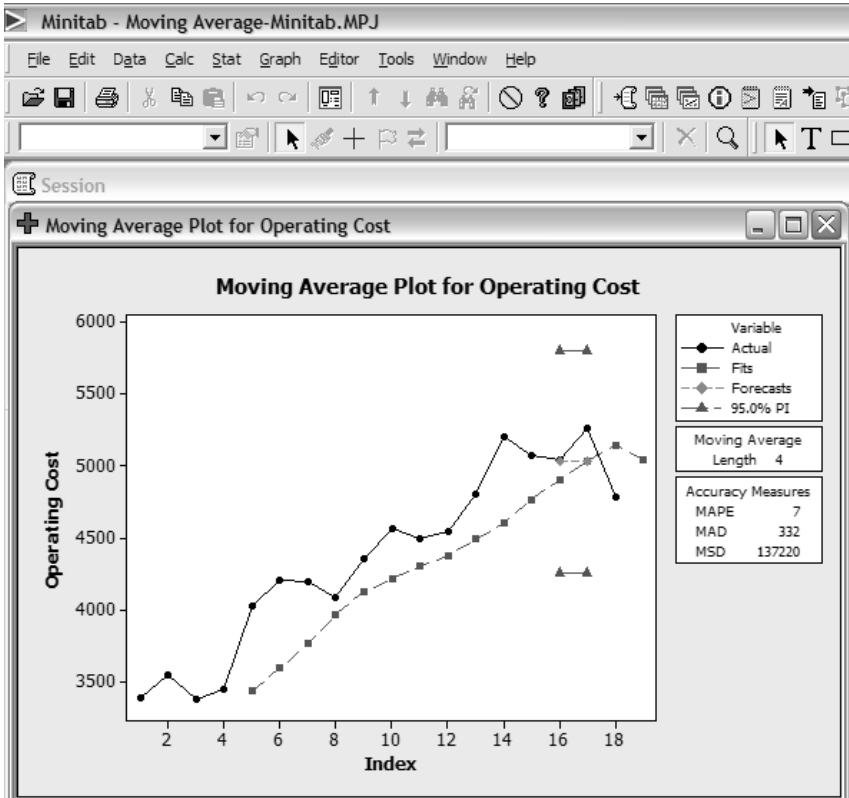 Minitab - Moving Average-Minitab.MPJ
File Edit Data Calc Stat Graph Editor Tools Window Help
Session
Moving Average Plot for Operating Cost
Moving Average Plot for Operating Cost
6000
5500
5000
4500
4000
3500
Operating Cost
2 4 6 8 10 12 14 16 18
Index
Variable
Actual
Fits
Forecasts
95.0% PI
Moving Average
Length 4
Accuracy Measures
MAPE 7
MAD 332
MSD 137220